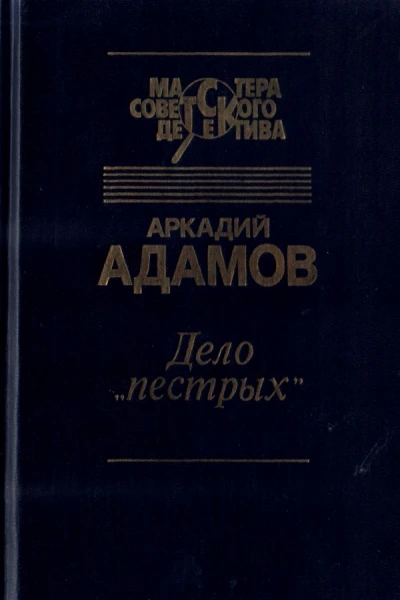 МАСТЕРА
СОВЕТСКОГО
ДЕТЕКТИВА
АРКАДИЙ
АДАМОВ
Дело
„пестрых”